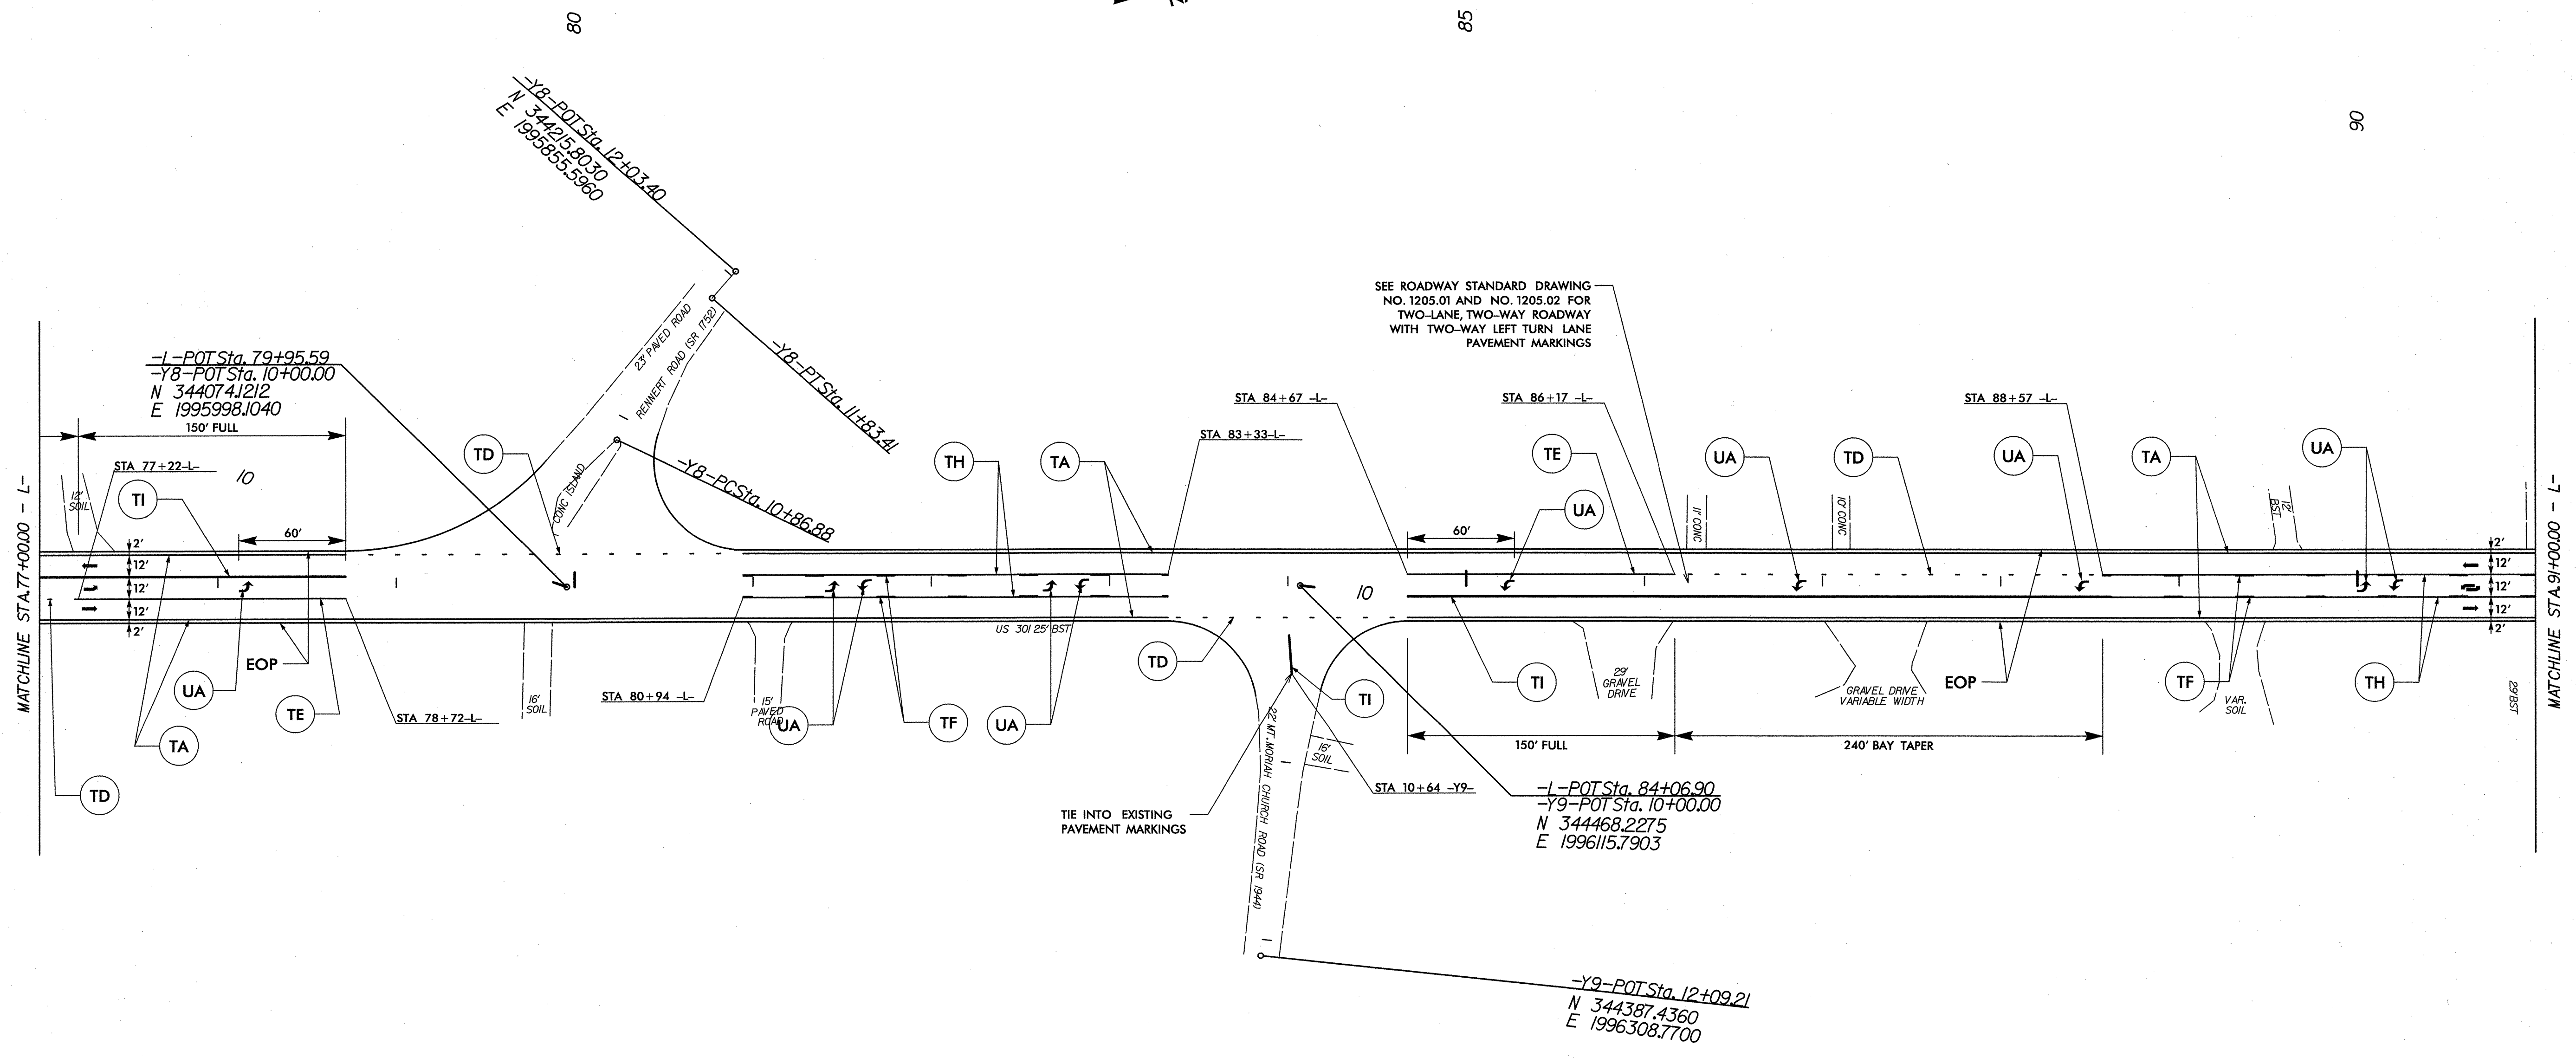 80
85
90
-Y8-POT Sta. 12+03.40
N 344215.8030
E 1995855.5960
-Y8-PT Sta. 11+83.41
-Y8-PC Sta. 10+86.88
23' PAVED ROAD
RENNERT ROAD (SR 1752)
CONC ISLAND
-L-POT Sta. 79+95.59
-Y8-POT Sta. 10+00.00
N 344074.1212
E 1995998.1040
150' FULL
STA 77+22-L-
10
12'
SOIL
TI
60'
TD
TH
TA
STA 83+33-L-
STA 84+67 -L-
SEE ROADWAY STANDARD DRAWING
NO. 1205.01 AND NO. 1205.02 FOR
TWO-LANE, TWO-WAY ROADWAY
WITH TWO-WAY LEFT TURN LANE
PAVEMENT MARKINGS
STA 86+17 -L-
STA 88+57 -L-
TE
UA
60'
UA
TD
UA
TA
UA
11' CONC
10' CONC
12'
BST
MATCHLINE STA.77+00.00 - L-
2'
12'
12'
12'
2'
2'
12'
12'
12'
2'
MATCHLINE STA.91+00.00 - L-
10
US 301 25' BST
EOP
UA
TE
TA
TD
STA 78+72-L-
16'
SOIL
STA 80+94 -L-
15'
PAVED
ROAD
UA
TF
UA
TD
TI
TI
29'
GRAVEL
DRIVE
GRAVEL DRIVE
VARIABLE WIDTH
EOP
TF
VAR.
SOIL
TH
29'BST
150' FULL
240' BAY TAPER
22' MT. MORIAH CHURCH ROAD (SR 1944)
16'
SOIL
STA 10+64 -Y9-
TIE INTO EXISTING
PAVEMENT MARKINGS
-L-POT Sta. 84+06.90
-Y9-POT Sta. 10+00.00
N 344468.2275
E 1996115.7903
-Y9-POT Sta. 12+09.21
N 344387.4360
E 1996308.7700